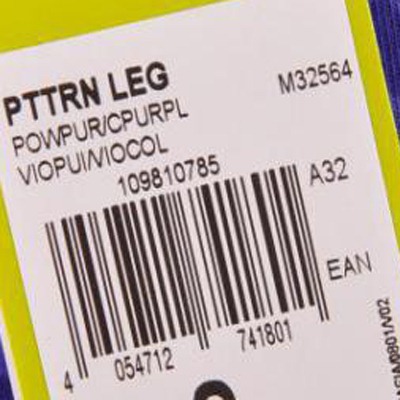 PTTRN LEG
M32564
POWPUR/CPURPL
VIOPUI/VIOCOL
109810785
A32
EAN
4 054712 741801